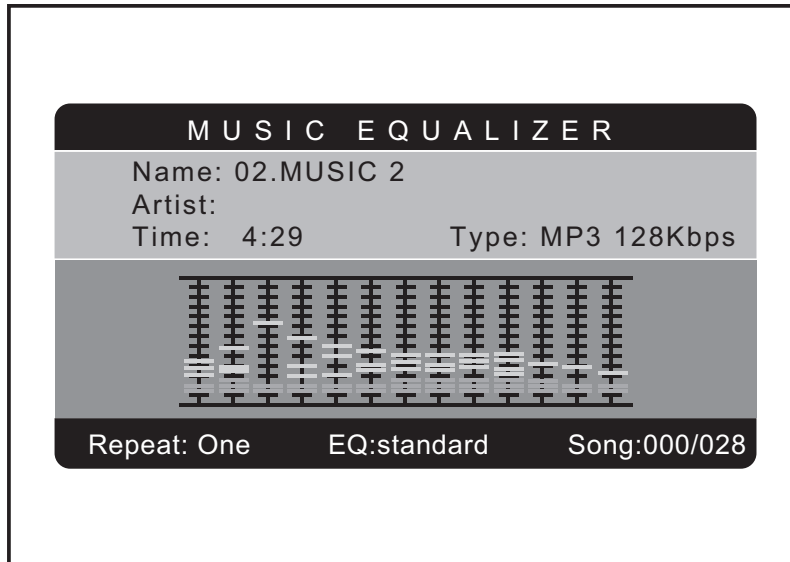 MUSIC EQUALIZER
Name: 02.MUSIC 2
Artist:
Time: 4:29 Type: MP3 128Kbps
Repeat: One EQ:standard Song:000/028